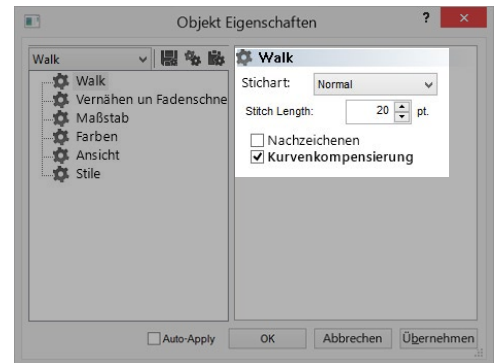 Objekt Eigenschaften ?
Walk
Walk
Vernähen un Fadenschne
Maßstab
Farben
Ansicht
Stile
Walk
Stichart: Normal
Stitch Length: 20 pt.
Nachzeichenen
Kurvenkompensierung
Auto-Apply OK Abbrechen Übernehmen